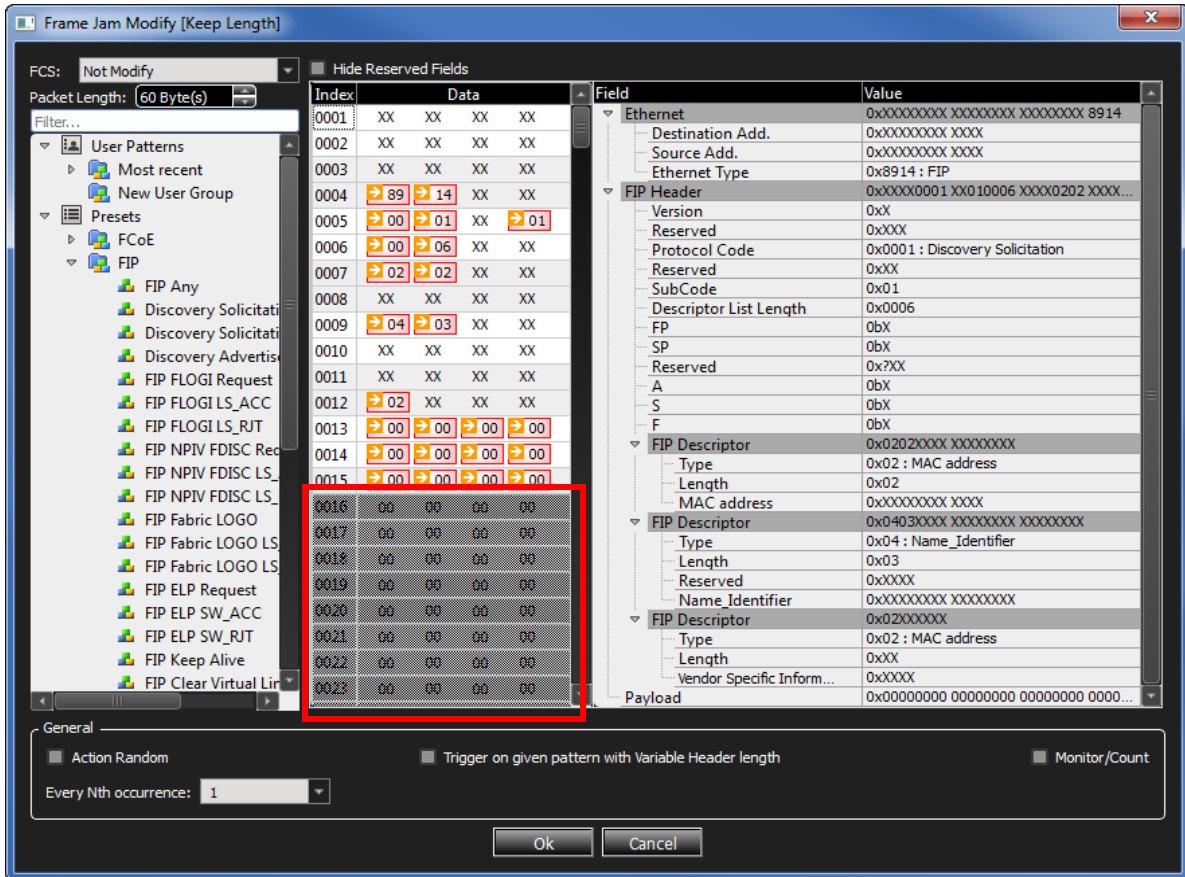 Frame Jam Modify [Keep Length]
FCS: Not Modify
Packet Length: 60 Byte(s)
Filter...
User Patterns
Most recent
New User Group
Presets
FCoE
FIP
FIP Any
Discovery Solicitati
Discovery Solicitati
Discovery Advertise
FIP FLOGI Request
FIP FLOGI LS_ACC
FIP FLOGI LS_RJT
FIP NPIV FDISC Req
FIP NPIV FDISC LS_
FIP NPIV FDISC LS_
FIP Fabric LOGO
FIP Fabric LOGO LS
FIP Fabric LOGO LS
FIP ELP Request
FIP ELP SW_ACC
FIP ELP SW_RJT
FIP Keep Alive
FIP Clear Virtual Lin
Hide Reserved Fields
Index Data
0001 XX XX XX XX
0002 XX XX XX XX
0003 XX XX XX XX
0004 89 14 XX XX
0005 00 01 XX 01
0006 00 06 XX XX
0007 02 02 XX XX
0008 XX XX XX XX
0009 04 03 XX XX
0010 XX XX XX XX
0011 XX XX XX XX
0012 02 XX XX XX
0013 00 00 00 00
0014 00 00 00 00
0015 00 00 00 00
0016 00 00 00 00
0017 00 00 00 00
0018 00 00 00 00
0019 00 00 00 00
0020 00 00 00 00
0021 00 00 00 00
0022 00 00 00 00
0023 00 00 00 00
Field Value
Ethernet 0xXXXXXXXX XXXXXXXX XXXXXXXX 8914
Destination Add. 0xXXXXXXXX XXXX
Source Add. 0xXXXXXXXX XXXX
Ethernet Type 0x8914 : FIP
FIP Header 0xXXXX0001 XX010006 XXXX0202 XXXX...
Version 0xX
Reserved 0xXXX
Protocol Code 0x0001 : Discovery Solicitation
Reserved 0xXX
SubCode 0x01
Descriptor List Length 0x0006
FP 0bX
SP 0bX
Reserved 0x?XX
A 0bX
S 0bX
F 0bX
FIP Descriptor 0x0202XXXX XXXXXXXX
Type 0x02 : MAC address
Length 0x02
MAC address 0xXXXXXXXX XXXX
FIP Descriptor 0x0403XXXX XXXXXXXX XXXXXXXX
Type 0x04 : Name_Identifier
Length 0x03
Reserved 0xXXXX
Name_Identifier 0xXXXXXXXX XXXXXXXX
FIP Descriptor 0x02XXXXXX
Type 0x02 : MAC address
Length 0xXX
Vendor Specific Inform... 0xXXXX
Payload 0x00000000 00000000 00000000 0000...
General
Action Random
Trigger on given pattern with Variable Header length
Monitor/Count
Every Nth occurrence: 1
Ok Cancel